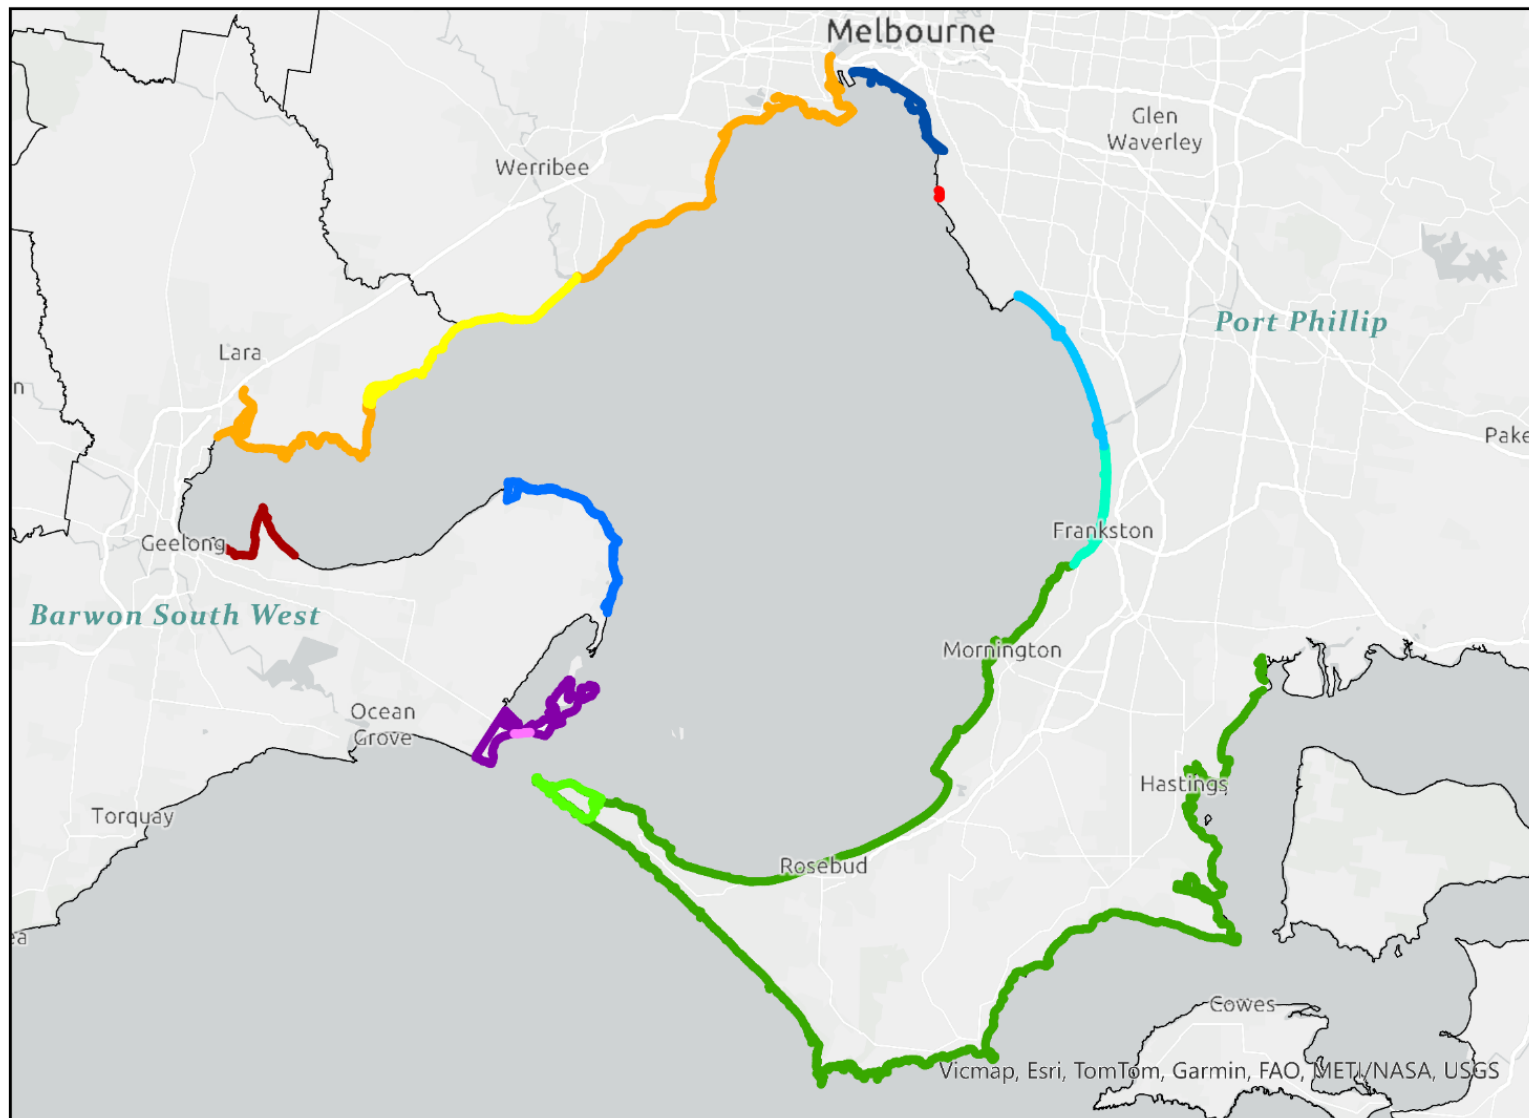 Melbourne
Glen
Waverley
Werribee
Port Phillip
Lara
n
Pake
Geelong
Frankston
Barwon South West
Mornington
Ocean
Grove
Hastings
Torquay
Rosebud
ea
Cowes
Vicmap, Esri, TomTom, Garmin, FAO, METI/NASA, USGS